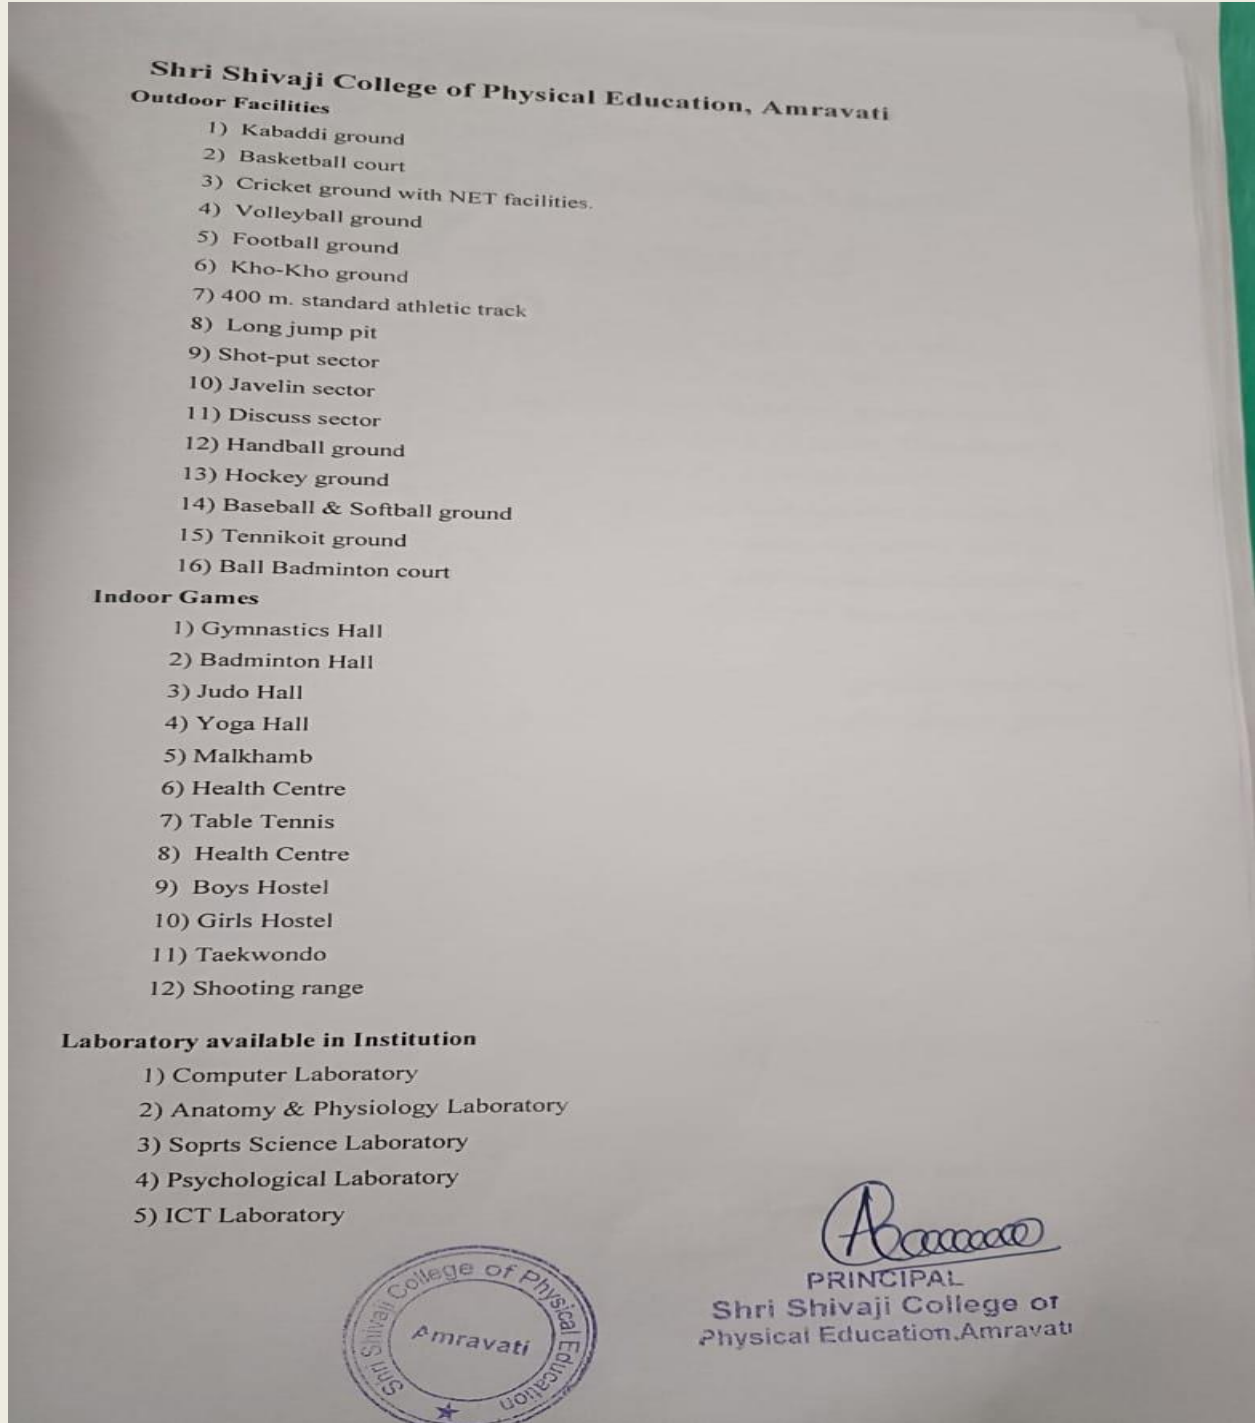 Shri Shivaji College of Physical Education, Amravati
Outdoor Facilities
1) Kabaddi ground
2) Basketball court
3) Cricket ground with NET facilities.
4) Volleyball ground
5) Football ground
6) Kho-Kho ground
7) 400 m. standard athletic track
8) Long jump pit
9) Shot-put sector
10) Javelin sector
11) Discuss sector
12) Handball ground
13) Hockey ground
14) Baseball & Softball ground
15) Tennikoit ground
16) Ball Badminton court
Indoor Games
1) Gymnastics Hall
2) Badminton Hall
3) Judo Hall
4) Yoga Hall
5) Malkhamb
6) Health Centre
7) Table Tennis
8) Health Centre
9) Boys Hostel
10) Girls Hostel
11) Taekwondo
12) Shooting range
Laboratory available in Institution
1) Computer Laboratory
2) Anatomy & Physiology Laboratory
3) Soprts Science Laboratory
4) Psychological Laboratory
5) ICT Laboratory
Shri Shivaji College of Physical Education
Amravati
PRINCIPAL
Shri Shivaji College of
Physical Education,Amravati